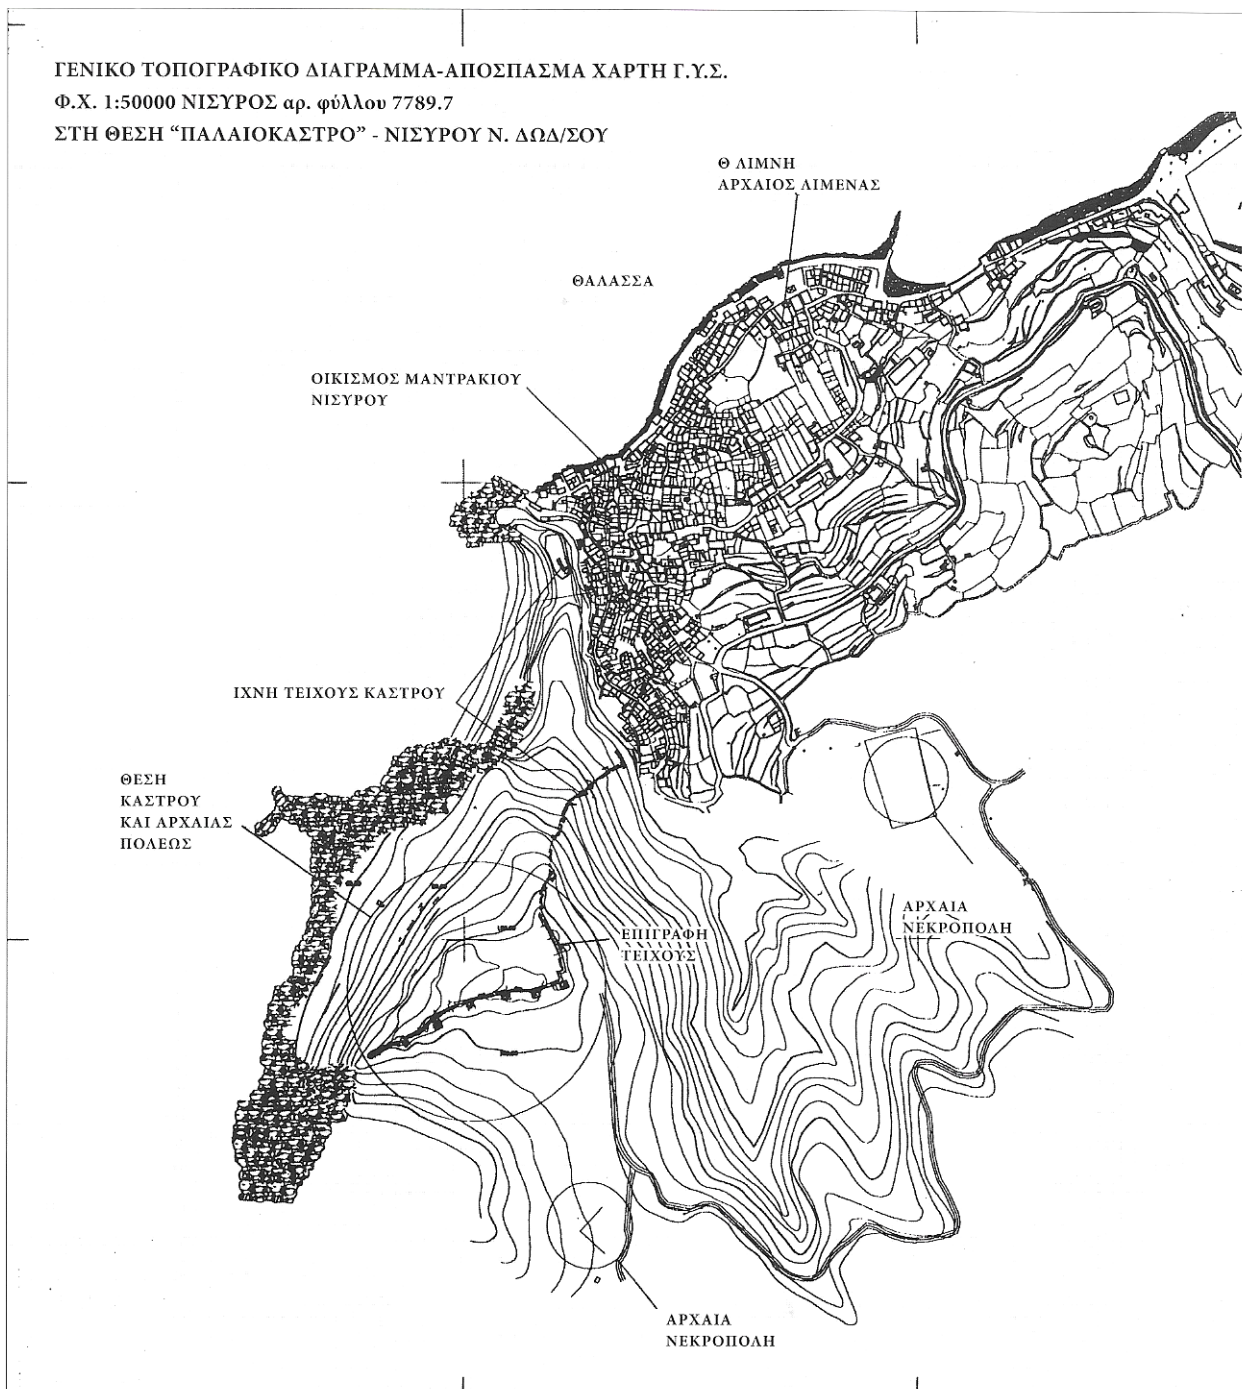 ΓΕΝΙΚΟ ΤΟΠΟΓΡΑΦΙΚΟ ΔΙΑΓΡΑΜΜΑ-ΑΠΟΣΠΑΣΜΑ ΧΑΡΤΗ Γ.Υ.Σ.
Φ.Χ. 1:50000 ΝΙΣΥΡΟΣ αρ. φύλλου 7789.7
ΣΤΗ ΘΕΣΗ “ΠΑΛΑΙΟΚΑΣΤΡΟ” - ΝΙΣΥΡΟΥ Ν. ΔΩΔ/ΣΟΥ
Θ ΛΙΜΝΗ
ΑΡΧΑΙΟΣ ΛΙΜΕΝΑΣ
ΘΑΛΑΣΣΑ
ΟΙΚΙΣΜΟΣ ΜΑΝΤΡΑΚΙΟΥ
ΝΙΣΥΡΟΥ
ΙΧΝΗ ΤΕΙΧΟΥΣ ΚΑΣΤΡΟΥ
ΘΕΣΗ
ΚΑΣΤΡΟΥ
ΚΑΙ ΑΡΧΑΙΑΣ
ΠΟΛΕΩΣ
ΕΠΙΓΡΑΦΗ
ΤΕΙΧΟΥΣ
ΑΡΧΑΙΑ
ΝΕΚΡΟΠΟΛΗ
ΑΡΧΑΙΑ
ΝΕΚΡΟΠΟΛΗ